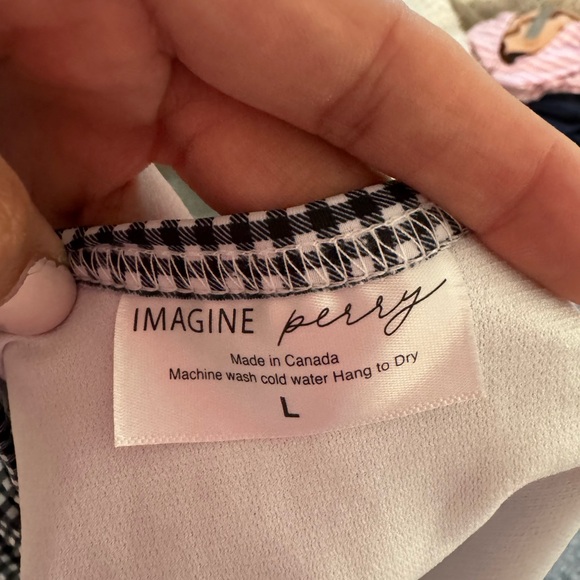 IMAGINE perry
Made in Canada
Machine wash cold water Hang to Dry
L